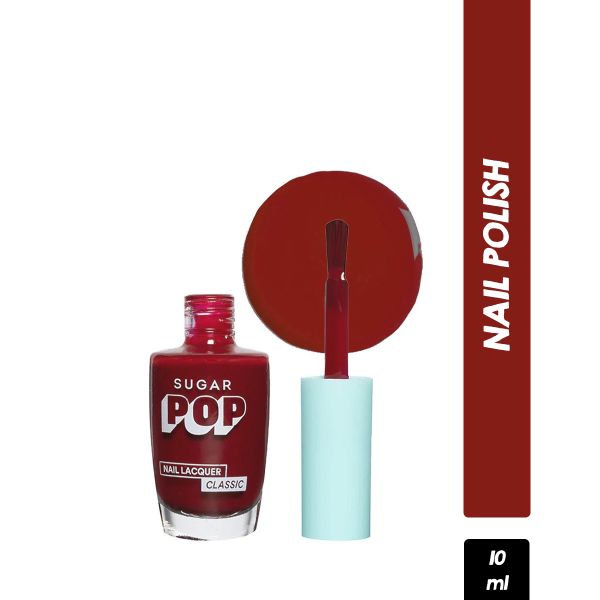 SUGAR
POP
NAIL LACQUER
CLASSIC
NAIL POLISH
10
ml